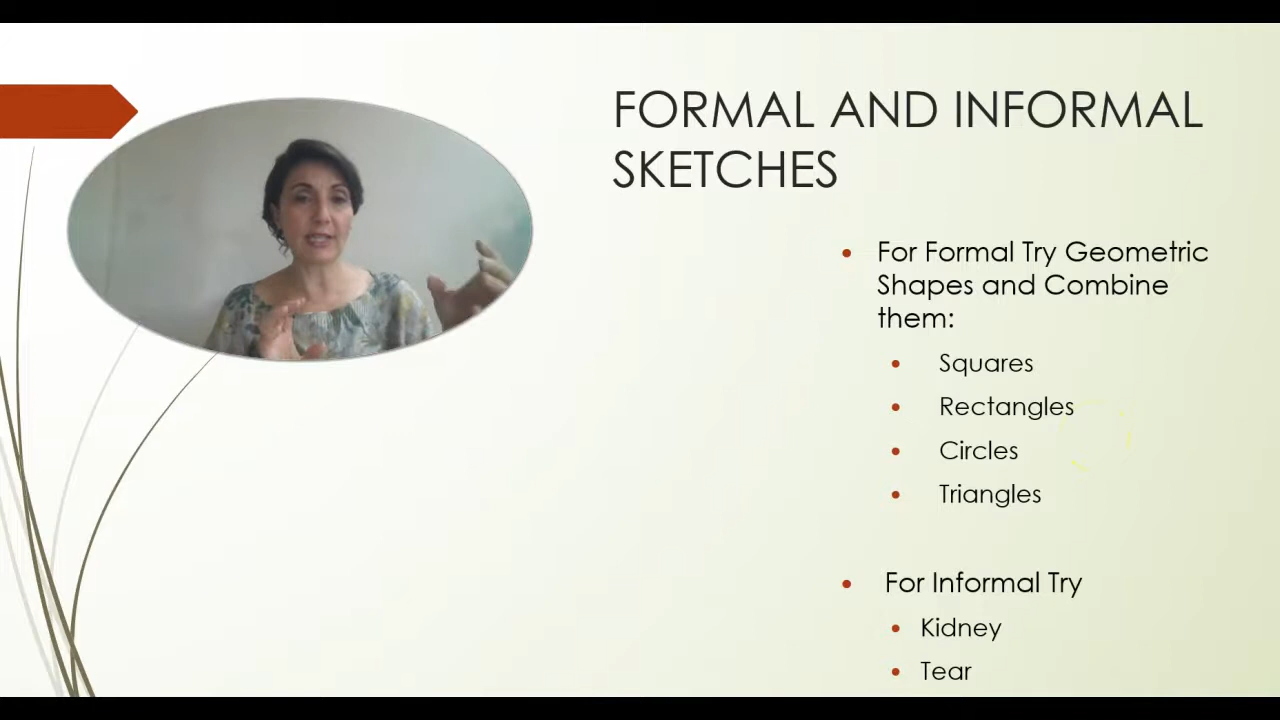 FORMAL AND INFORMAL
SKETCHES
• For Formal Try Geometric
Shapes and Combine
them:
• Squares
• Rectangles
• Circles
• Triangles
• For Informal Try
• Kidney
• Tear